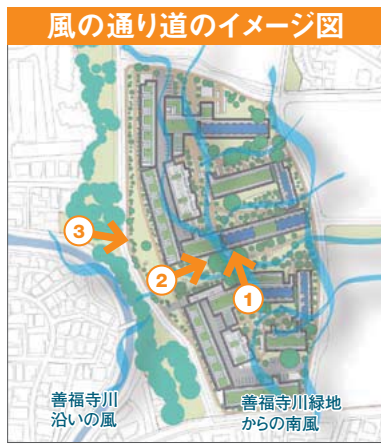 風の通り道のイメージ図
③
②
①
善福寺川
沿いの風
善福寺川緑地
からの南風